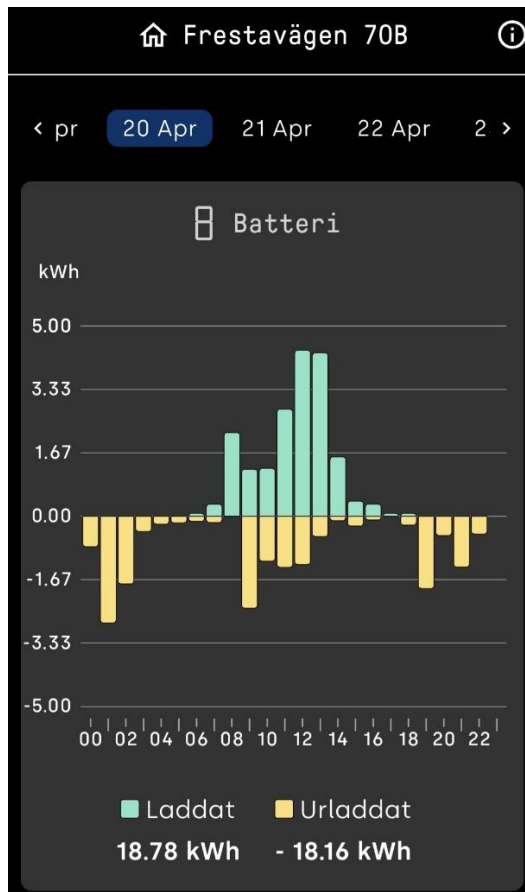 Frestavägen 70B
‹ pr 20 Apr 21 Apr 22 Apr 2 ›
Batteri
kWh
5.00
3.33
1.67
0.00
-1.67
-3.33
-5.00
00 02 04 06 08 10 12 14 16 18 20 22
Laddat Urladdat
18.78 kWh - 18.16 kWh